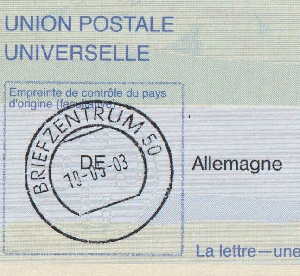 UNION POSTALE
UNIVERSELLE
Empreinte de contrôle du pays
d'origine (facultative)
BRIEFZENTRUM 50
DE
10-05-03
Allemagne
La lettre—une